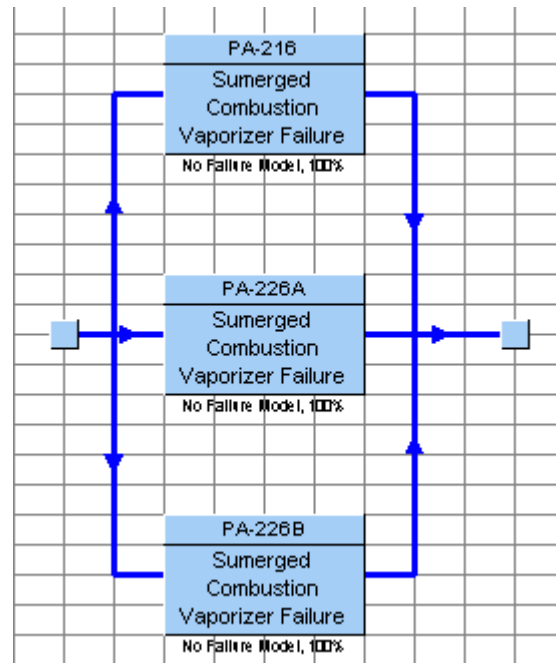 PA-216
Sumerged
Combustion
Vaporizer Failure
No Failure Model, 100%
PA-226A
Sumerged
Combustion
Vaporizer Failure
No Failure Model, 100%
PA-226B
Sumerged
Combustion
Vaporizer Failure
No Failure Model, 100%